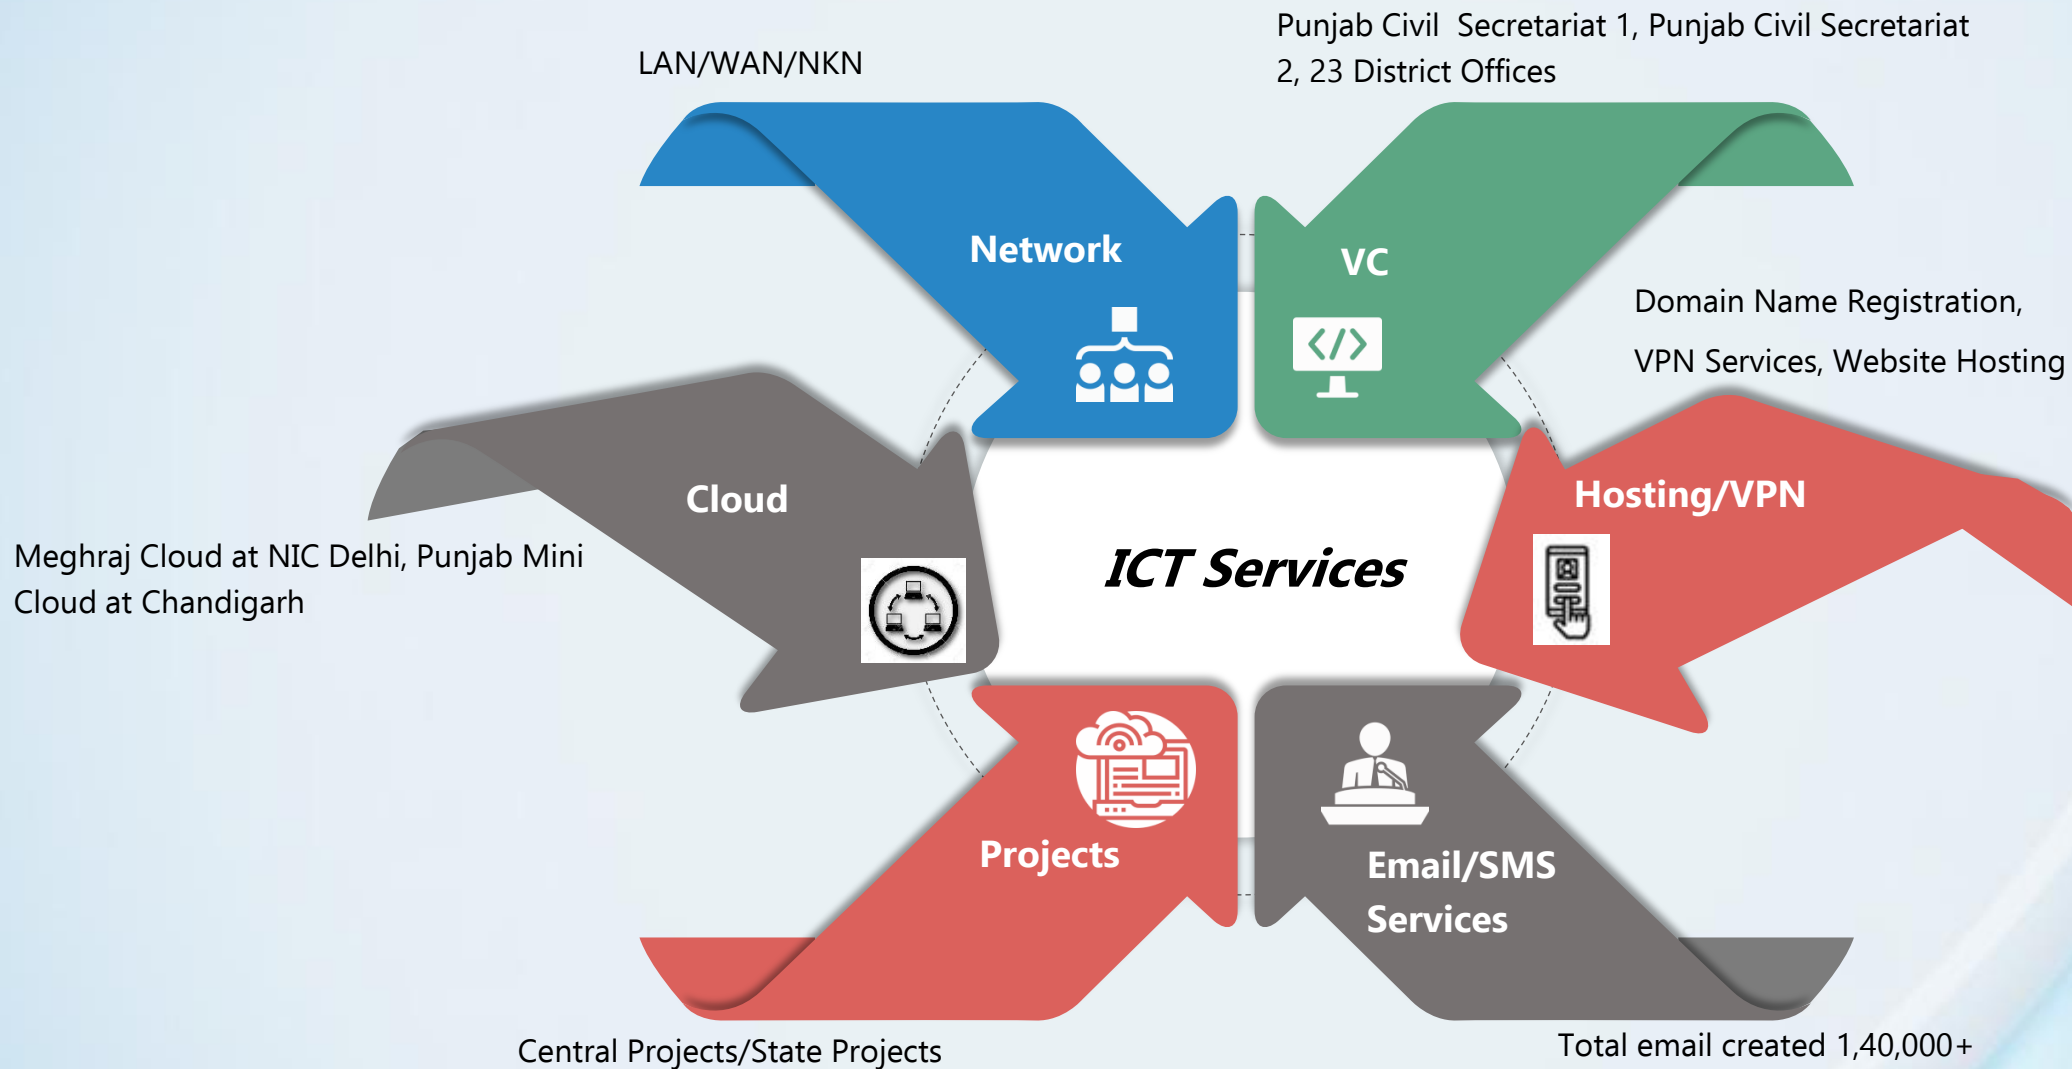 LAN/WAN/NKN
Punjab Civil  Secretariat 1, Punjab Civil Secretariat
2, 23 District Offices
Network
VC
Domain Name Registration,
VPN Services, Website Hosting
Cloud
Hosting/VPN
Meghraj Cloud at NIC Delhi, Punjab Mini
Cloud at Chandigarh
ICT Services
Projects
Email/SMS
Services
Central Projects/State Projects
Total email created 1,40,000+